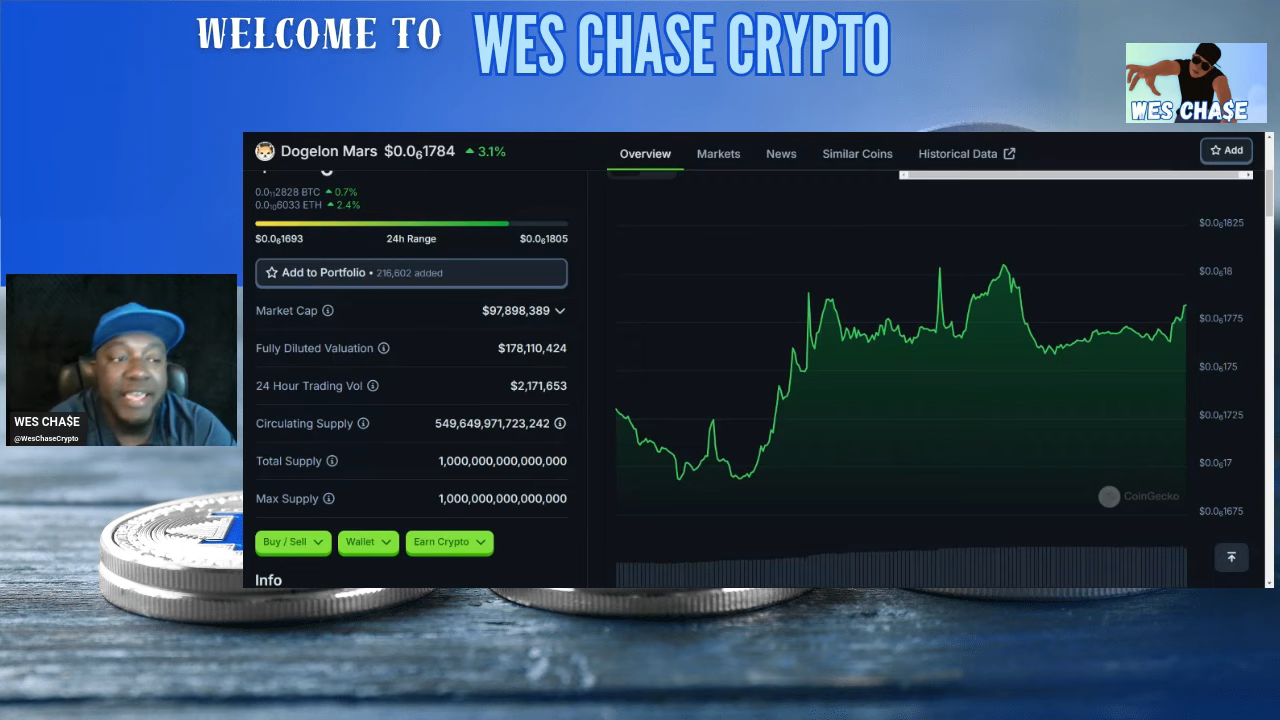 WELCOME TO WES CHASE CRYPTO
WES CHA$E
Dogelon Mars $0.0₆1784 ▲ 3.1%
Overview Markets News Similar Coins Historical Data
Add
0.0₁₁2828 BTC ▲ 0.7%
0.0₁₀6033 ETH ▲ 2.4%
$0.0₆1693 24h Range $0.0₆1805
Add to Portfolio • 216,602 added
Market Cap $97,898,389
Fully Diluted Valuation $178,110,424
24 Hour Trading Vol $2,171,653
Circulating Supply 549,649,971,723,242
Total Supply 1,000,000,000,000,000
Max Supply 1,000,000,000,000,000
Buy / Sell Wallet Earn Crypto
Info
$0.0₆1825
$0.0₆18
$0.0₆1775
$0.0₆175
$0.0₆1725
$0.0₆17
$0.0₆1675
CoinGecko
WES CHA$E
@WesChaseCrypto